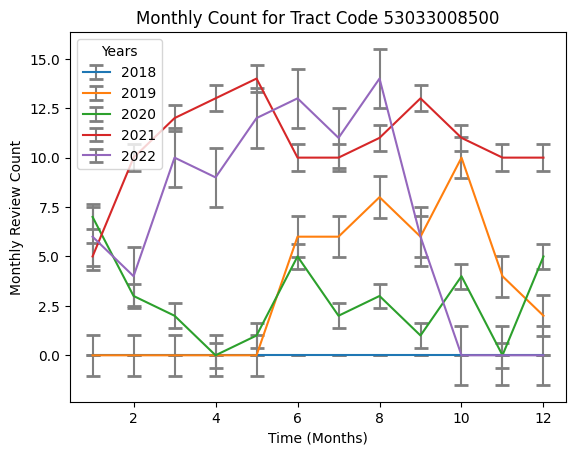 Monthly Count for Tract Code 53033008500
Years
2018
2019
2020
2021
2022
Monthly Review Count
15.0
12.5
10.0
7.5
5.0
2.5
0.0
2 4 6 8 10 12
Time (Months)